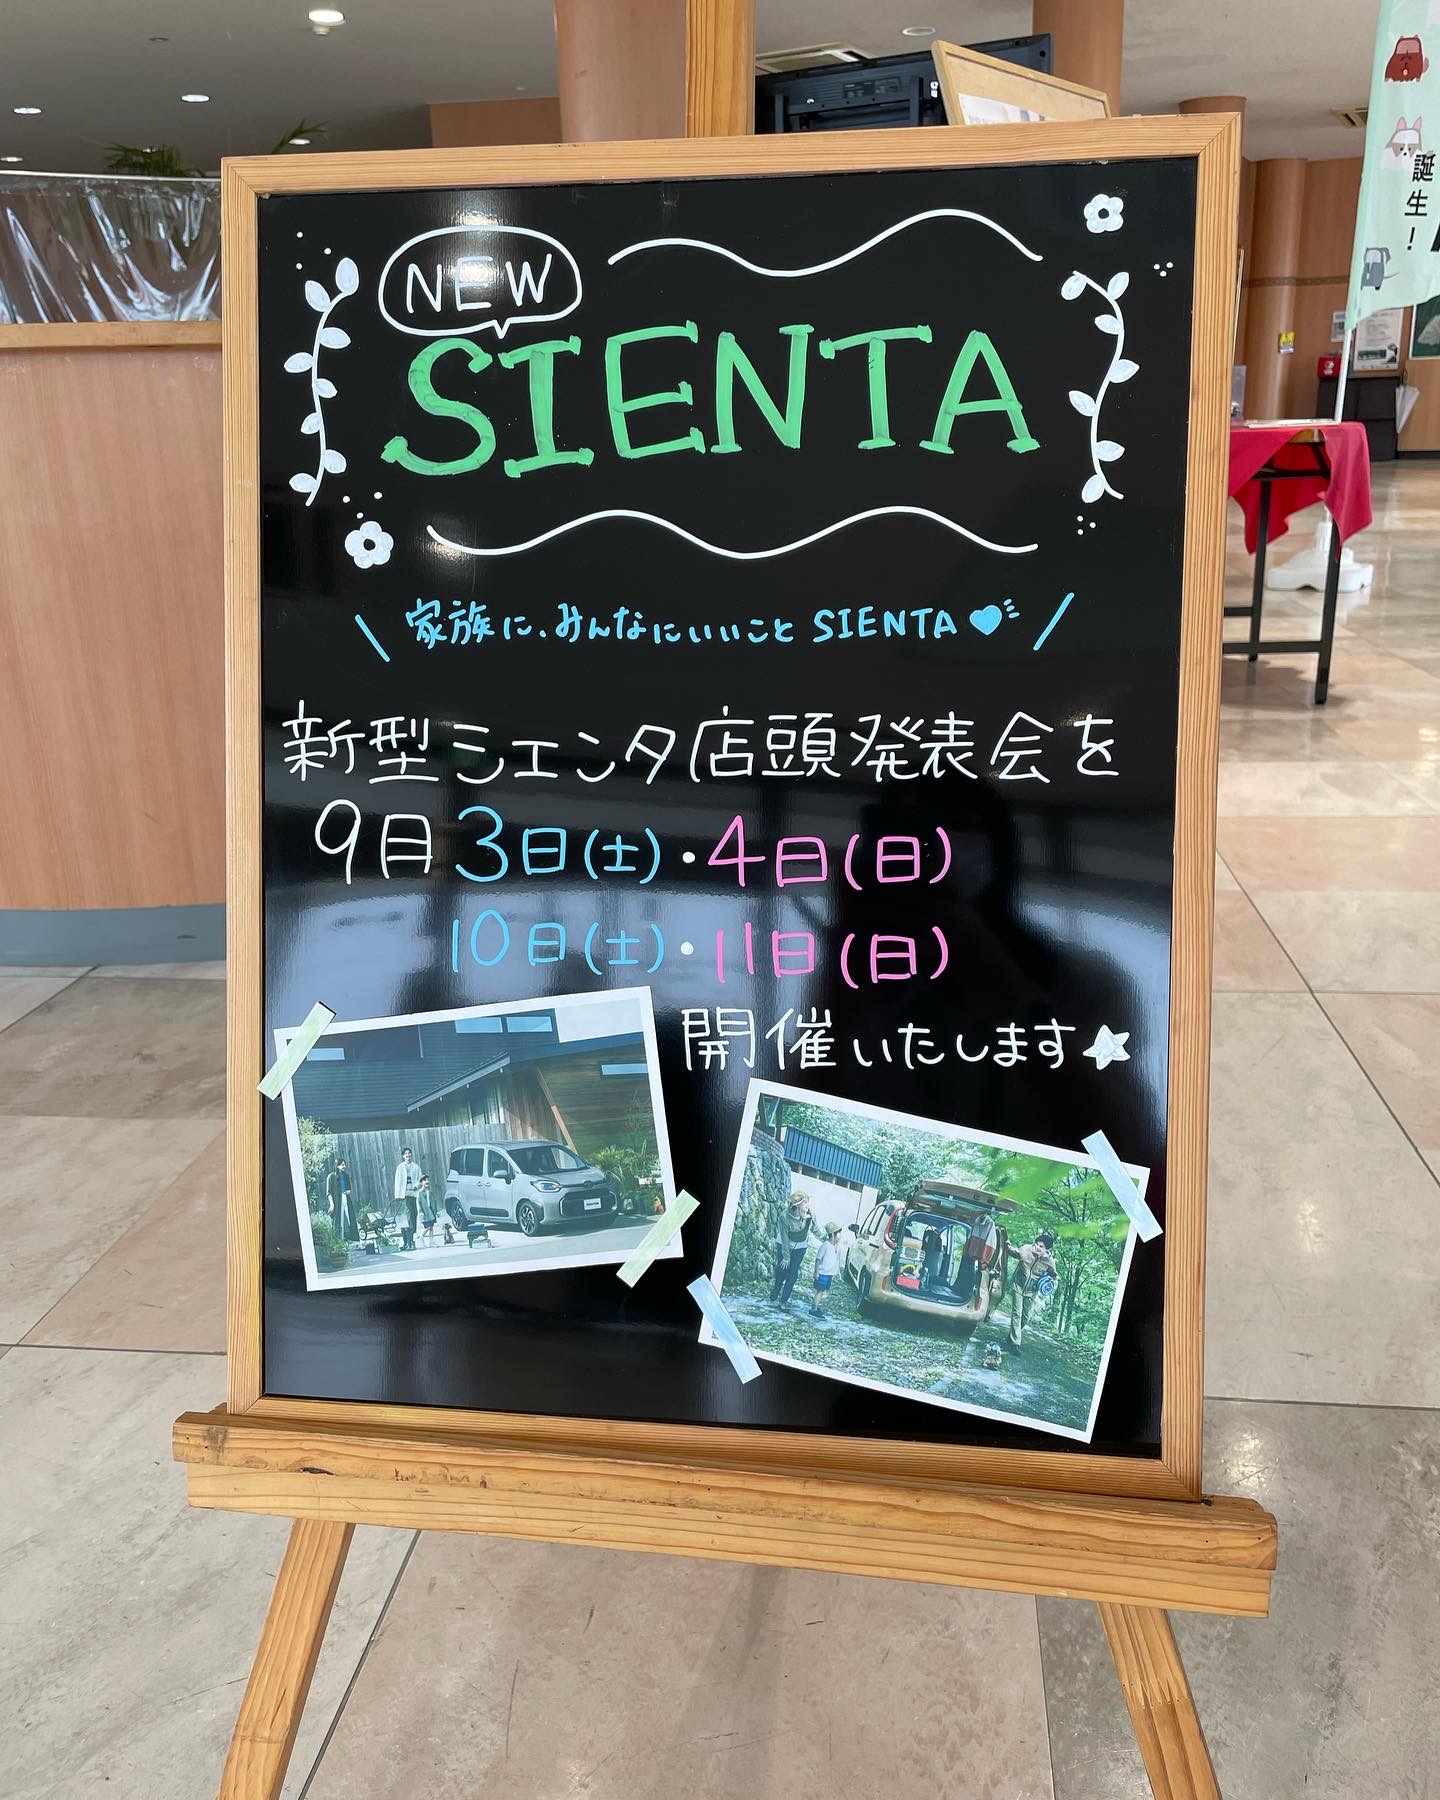 NEW
SIENTA
家族に、みんなにいいこと SIENTA
新型シエンタ店頭発表会を
9月3日(土)・4日(日)
10日(土)・11日(日)
開催いたします
誕生!